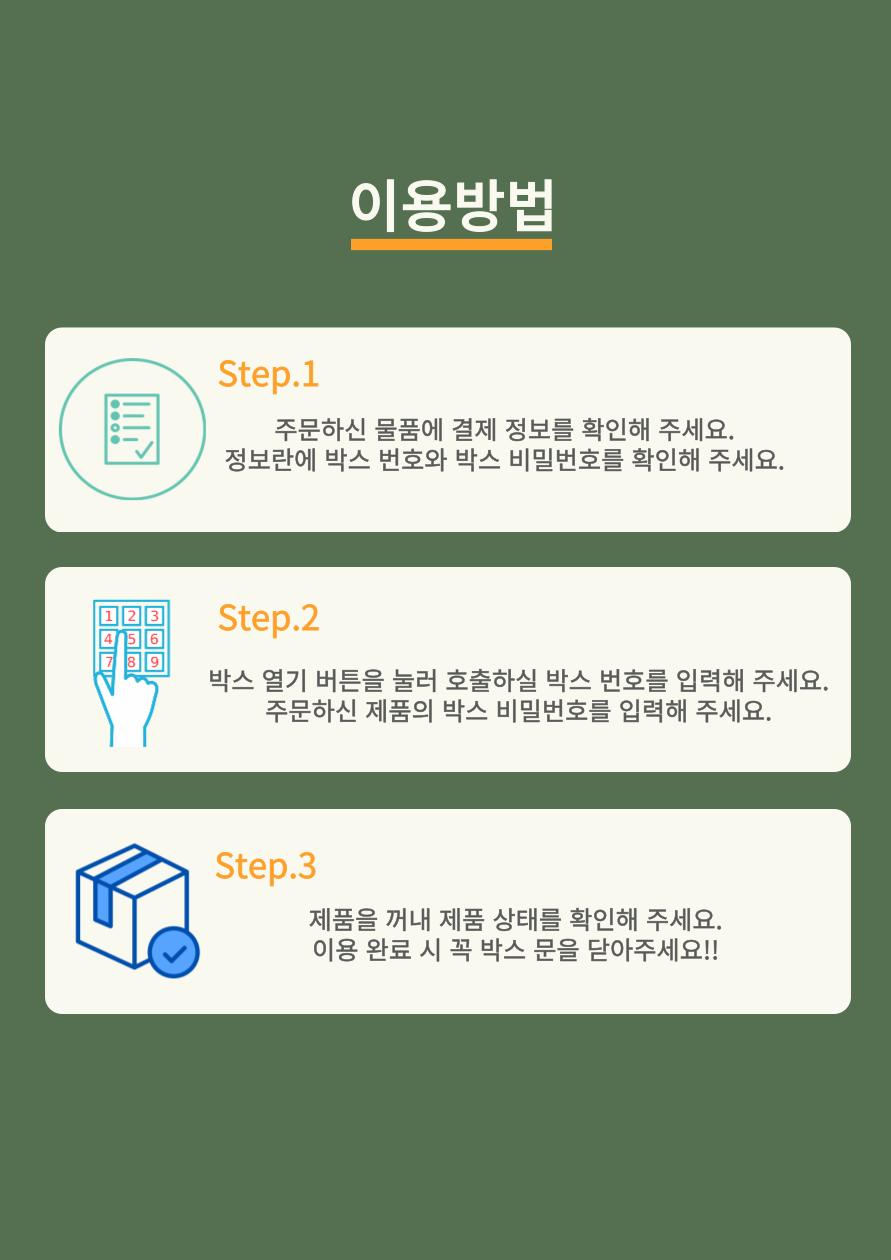 이용방법
Step.1
주문하신 물품에 결제 정보를 확인해 주세요.
정보란에 박스 번호와 박스 비밀번호를 확인해 주세요.
1 2 3
4 5 6
7 8 9
Step.2
박스 열기 버튼을 눌러 호출하실 박스 번호를 입력해 주세요.
주문하신 제품의 박스 비밀번호를 입력해 주세요.
Step.3
제품을 꺼내 제품 상태를 확인해 주세요.
이용 완료 시 꼭 박스 문을 닫아주세요!!